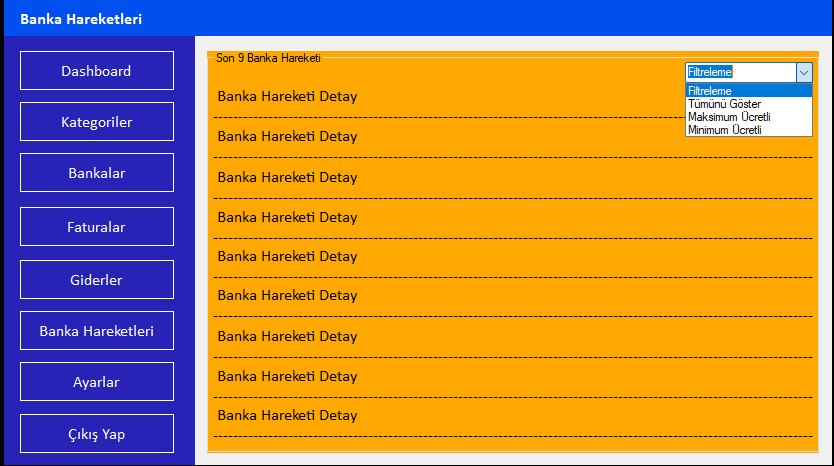 Banka Hareketleri
Dashboard
Kategoriler
Bankalar
Faturalar
Giderler
Banka Hareketleri
Ayarlar
Çıkış Yap
Son 9 Banka Hareketi
Filtreleme
Filtreleme
Tümünü Göster
Maksimum Ücretli
Minimum Ücretli
Banka Hareketi Detay
Banka Hareketi Detay
Banka Hareketi Detay
Banka Hareketi Detay
Banka Hareketi Detay
Banka Hareketi Detay
Banka Hareketi Detay
Banka Hareketi Detay
Banka Hareketi Detay